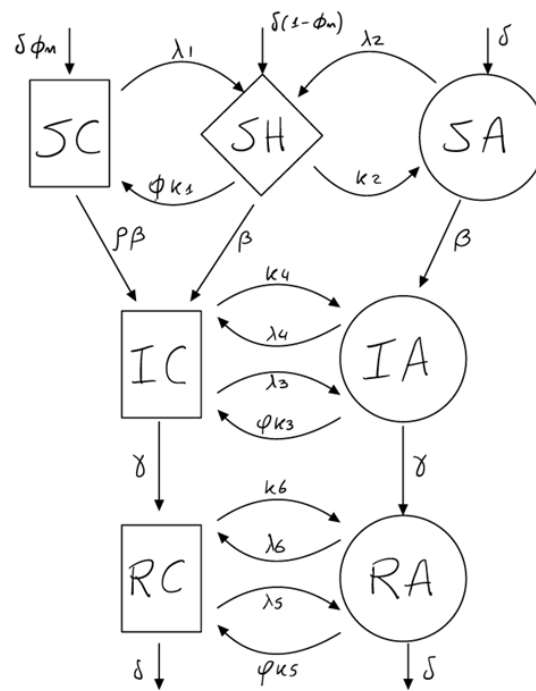 δϕₘ
δ(1-ϕₘ)
δ
λ1
λ2
SC
SH
SA
ϕκ1
κ2
ρβ
β
β
κ4
λ4
IC
IA
λ3
φκ3
γ
γ
κ6
λ6
RC
RA
λ5
φκ5
δ
δ